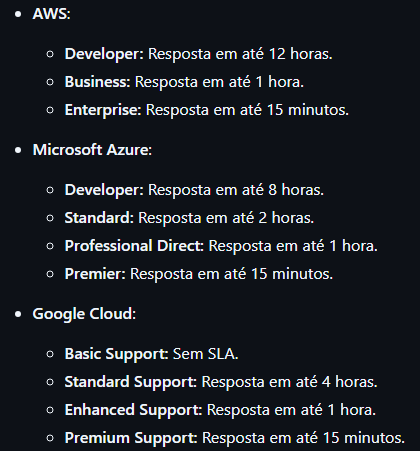 AWS:
Developer: Resposta em até 12 horas.
Business: Resposta em até 1 hora.
Enterprise: Resposta em até 15 minutos.
Microsoft Azure:
Developer: Resposta em até 8 horas.
Standard: Resposta em até 2 horas.
Professional Direct: Resposta em até 1 hora.
Premier: Resposta em até 15 minutos.
Google Cloud:
Basic Support: Sem SLA.
Standard Support: Resposta em até 4 horas.
Enhanced Support: Resposta em até 1 hora.
Premium Support: Resposta em até 15 minutos.